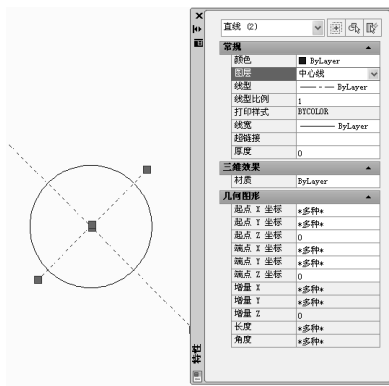 直线 (2)
常规
颜色 ByLayer
图层 中心线
线型 ByLayer
线型比例 1
打印样式 BYCOLOR
线宽 ByLayer
超链接
厚度 0
三维效果
材质 ByLayer
几何图形
起点 X 坐标 *多种*
起点 Y 坐标 *多种*
起点 Z 坐标 0
端点 X 坐标 *多种*
端点 Y 坐标 *多种*
端点 Z 坐标 0
增量 X *多种*
增量 Y *多种*
增量 Z 0
长度 *多种*
角度 *多种*
特性